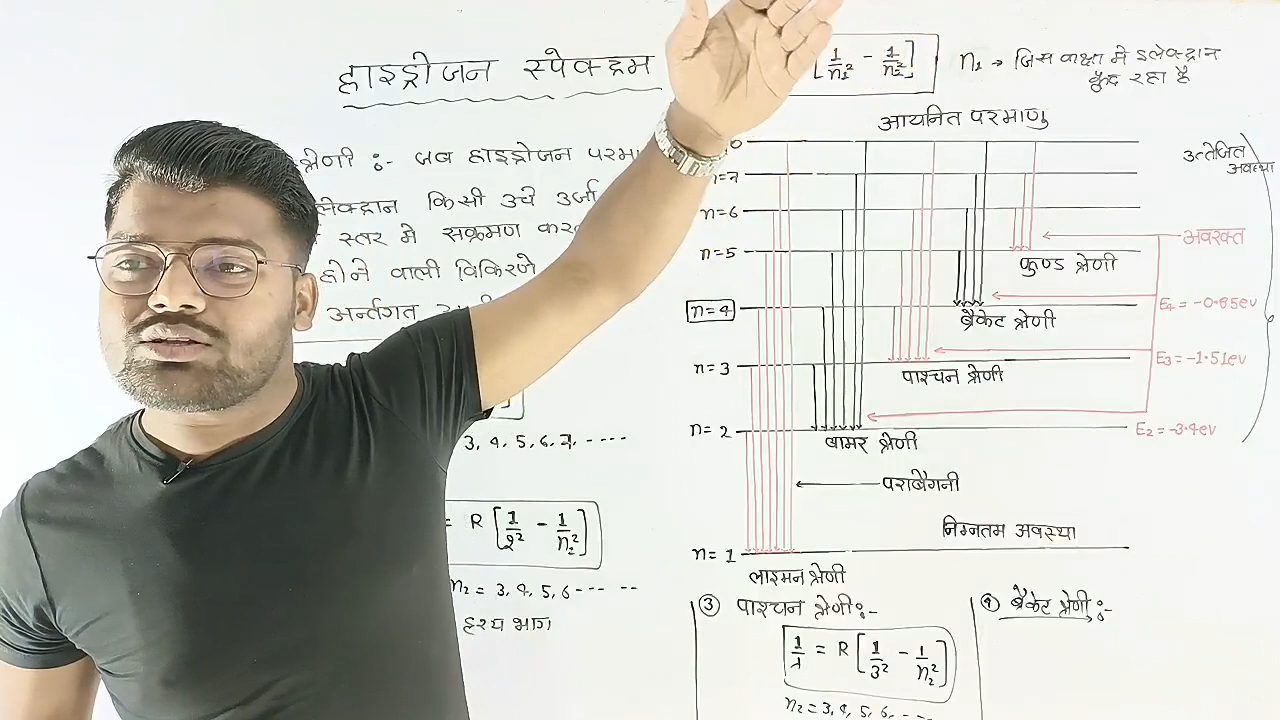 हाइड्रोजन स्पेक्ट्रम
[1/n₁² - 1/n₂²]
n₁ → जिस कक्षा मे इलेक्ट्रान
कूद रहा है
श्रेणी :- जब हाइड्रोजन परमा
लेक्ट्रान किसी उचे उर्जा
स्तर मे सक्रमण कर
होने वाली विकिरणे
अर्न्तगत
3, 4, 5, 6, 7, ----
= R [1/2² - 1/n₂²]
n₂ = 3, 4, 5, 6 --- --
दृश्य भाग
आयनित परमाणु
उत्तेजित
अवस्था
n=7
n=6
n=5
अवरक्त
फुण्ड श्रेणी
n=4
E₄ = -0.85ev
ब्रैकेट श्रेणी
n=3
E₃ = -1.51ev
पाश्चन श्रेणी
n=2
E₂ = -3.4ev
बामर श्रेणी
पराबैगनी
निम्नतम अवस्था
n=1
लाइमन श्रेणी
③ पाश्चन श्रेणी :-
1/λ = R [1/3² - 1/n₂²]
n₂ = 3, 4, 5, 6, ----
④ ब्रैकेट श्रेणी :-